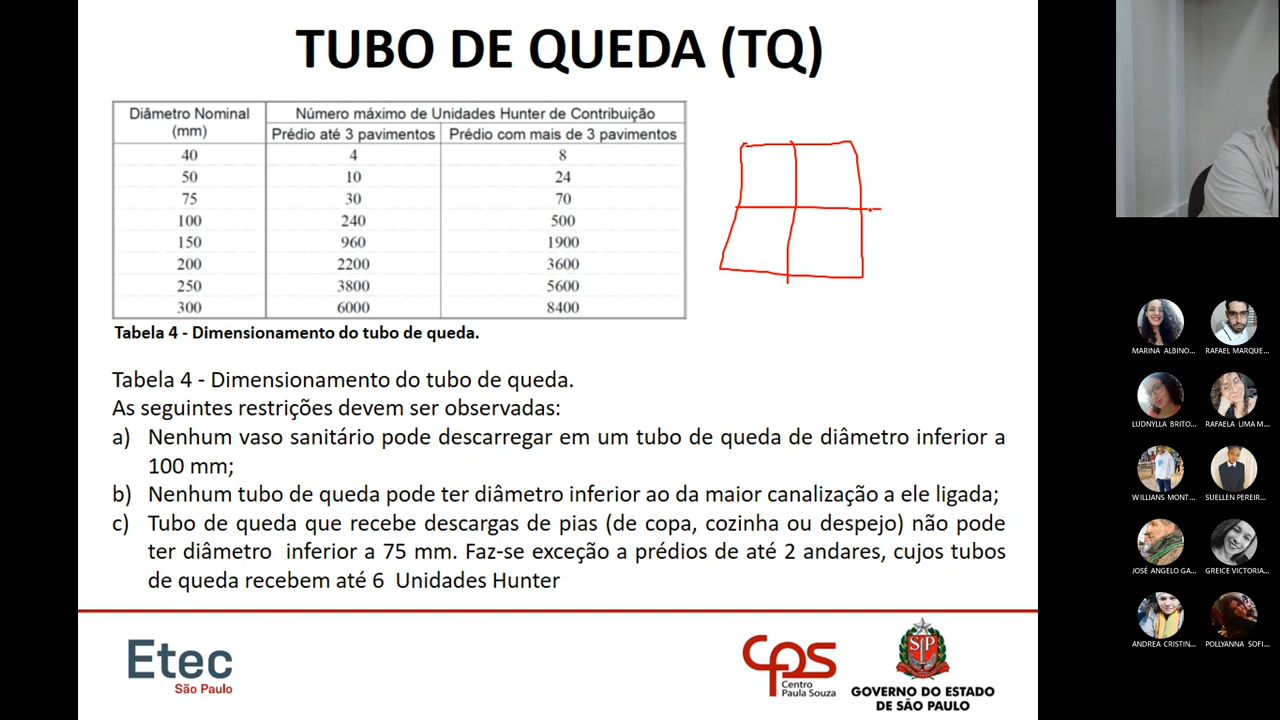 TUBO DE QUEDA (TQ)
Diâmetro Nominal Número máximo de Unidades Hunter de Contribuição
(mm) Prédio até 3 pavimentos Prédio com mais de 3 pavimentos
40 4 8
50 10 24
75 30 70
100 240 500
150 960 1900
200 2200 3600
250 3800 5600
300 6000 8400
Tabela 4 - Dimensionamento do tubo de queda.
Tabela 4 - Dimensionamento do tubo de queda.
As seguintes restrições devem ser observadas:
a) Nenhum vaso sanitário pode descarregar em um tubo de queda de diâmetro inferior a
100 mm;
b) Nenhum tubo de queda pode ter diâmetro inferior ao da maior canalização a ele ligada;
c) Tubo de queda que recebe descargas de pias (de copa, cozinha ou despejo) não pode
ter diâmetro inferior a 75 mm. Faz-se exceção a prédios de até 2 andares, cujos tubos
de queda recebem até 6 Unidades Hunter
Etec
São Paulo
cps
Centro
Paula Souza
SP
GOVERNO DO ESTADO
DE SÃO PAULO
MARINA ALBINO... RAFAEL MARQUE...
LUDNYLLA BRITO... RAFAELA LIMA M...
WILLIANS MONT... SUELLEN PEREIR...
JOSÉ ANGELO GA... GREICE VICTORIA...
ANDREA CRISTIN... POLLYANNA SOFI...